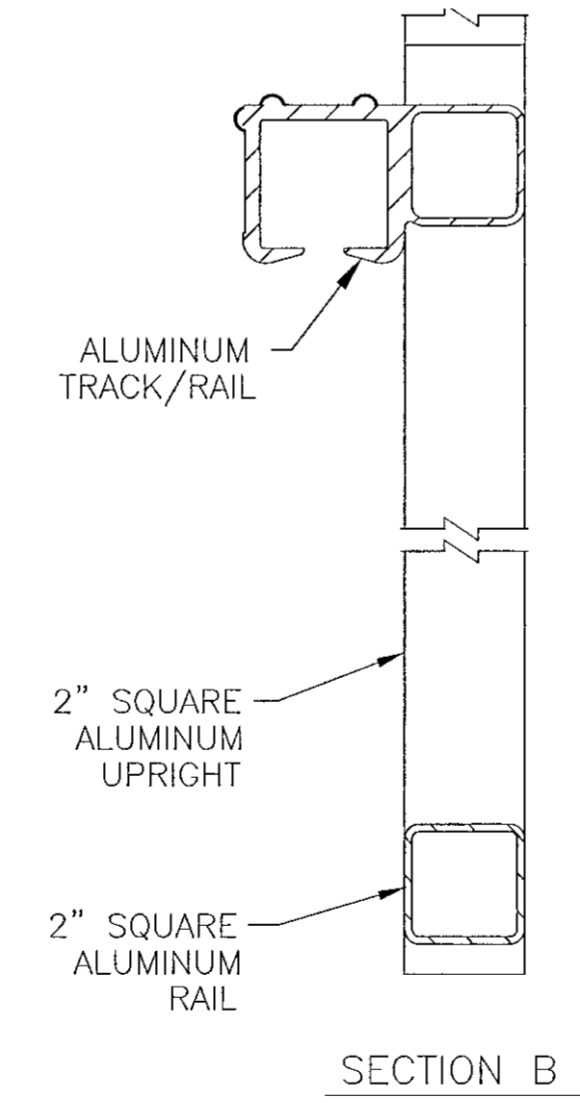 ALUMINUM
TRACK/RAIL
2" SQUARE
ALUMINUM
UPRIGHT
2" SQUARE
ALUMINUM
RAIL
SECTION B